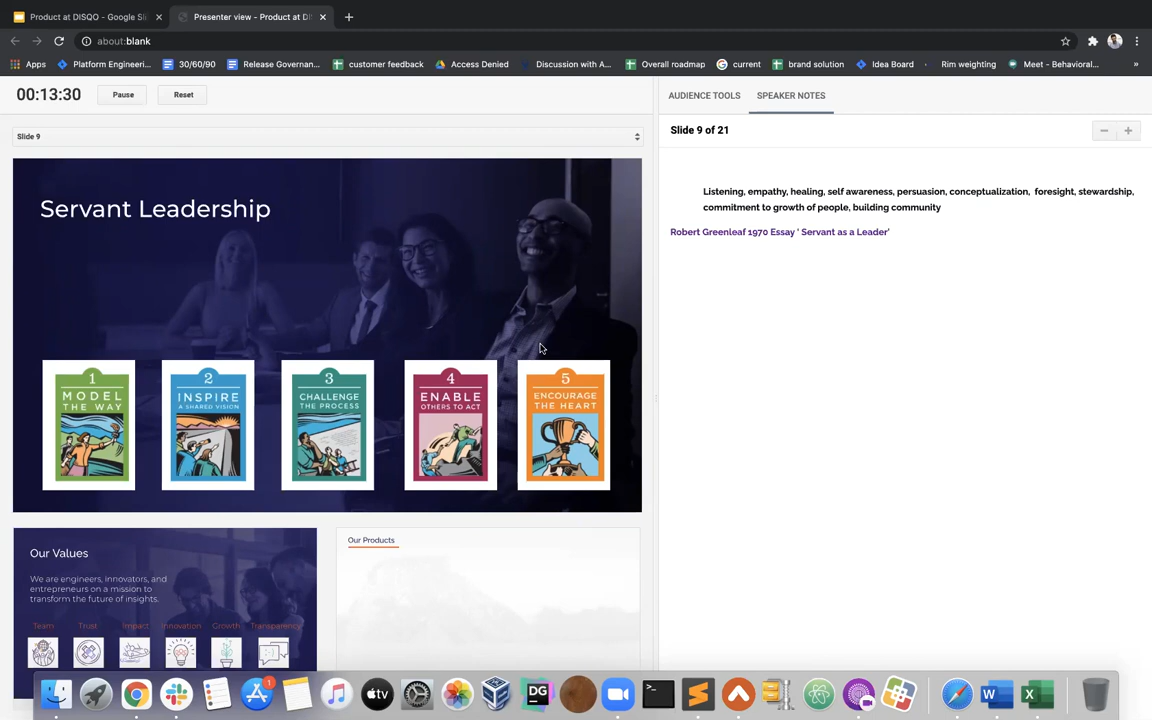 Product at DISQO - Google Sli
Presenter view - Product at DI
about:blank
Apps
Platform Engineeri...
30/60/90
Release Governan...
customer feedback
Access Denied
Discussion with A...
Overall roadmap
current
brand solution
Idea Board
Rim weighting
Meet - Behavioral...
»
00:13:30
Pause
Reset
AUDIENCE TOOLS
SPEAKER NOTES
Slide 9
Slide 9 of 21
Servant Leadership
1
MODEL
THE WAY
2
INSPIRE
A SHARED VISION
3
CHALLENGE
THE PROCESS
4
ENABLE
OTHERS TO ACT
5
ENCOURAGE
THE HEART
Listening, empathy, healing, self awareness, persuasion, conceptualization, foresight, stewardship,
commitment to growth of people, building community
Robert Greenleaf 1970 Essay ' Servant as a Leader'
Our Values
We are engineers, innovators, and
entrepreneurs on a mission to
transform the future of insights.
Team
Trust
Impact
Innovation
Growth
Transparency
Our Products
1
tv
DG
>_
W
X